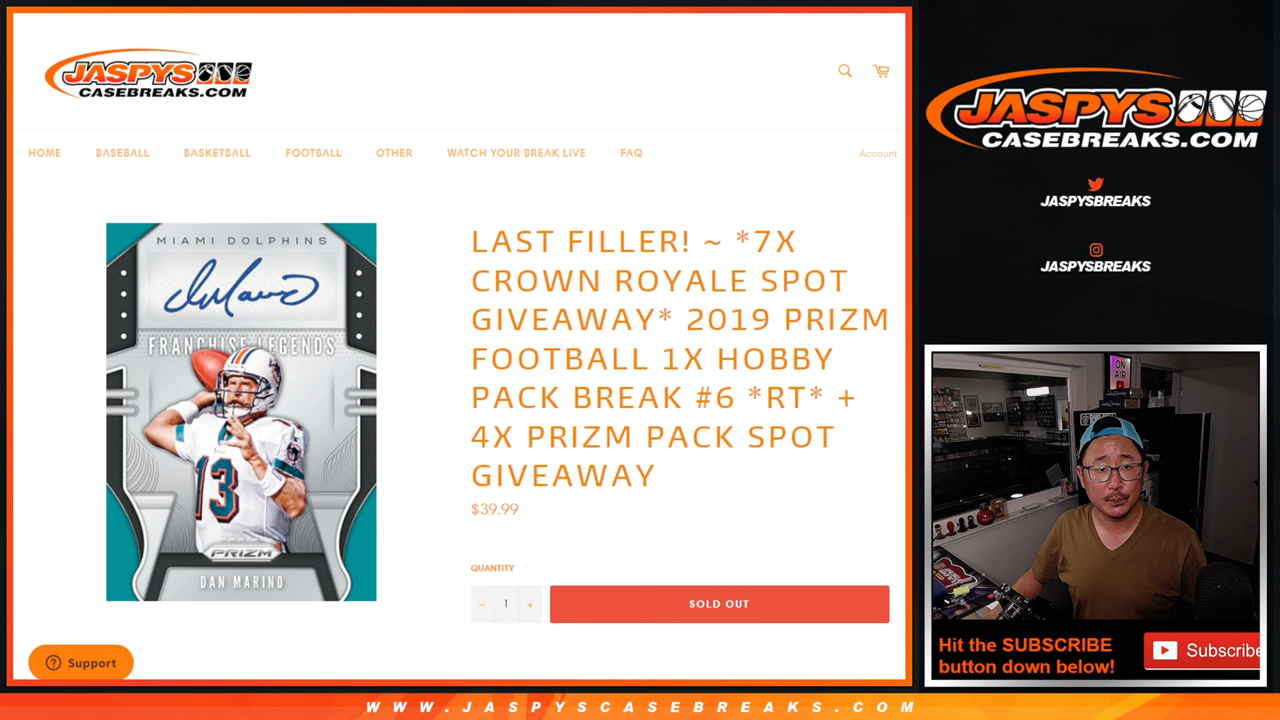 JASPYS
CASEBREAKS.COM
HOME BASEBALL BASKETBALL FOOTBALL OTHER WATCH YOUR BREAK LIVE FAQ Account
MIAMI DOLPHINS
FRANCHISE LEGENDS
13
PRIZM
DAN MARINO
LAST FILLER! ~ *7X
CROWN ROYALE SPOT
GIVEAWAY* 2019 PRIZM
FOOTBALL 1X HOBBY
PACK BREAK #6 *RT* +
4X PRIZM PACK SPOT
GIVEAWAY
$39.99
QUANTITY
− 1 +
SOLD OUT
Support
JASPYS
CASEBREAKS.COM
JASPYSBREAKS
JASPYSBREAKS
ON
AIR
Hit the SUBSCRIBE
button down below!
Subscribe
WWW.JASPYSCASEBREAKS.COM